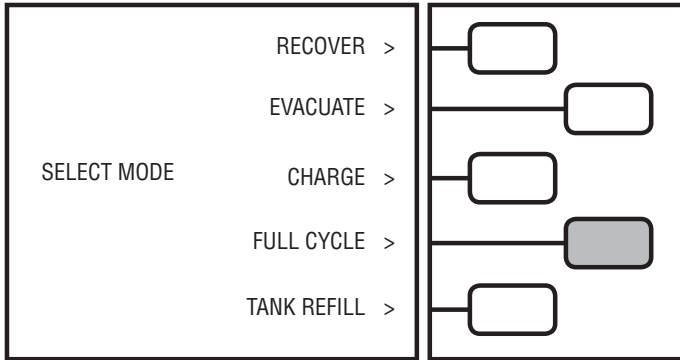 RECOVER >
EVACUATE >
SELECT MODE CHARGE >
FULL CYCLE >
TANK REFILL >